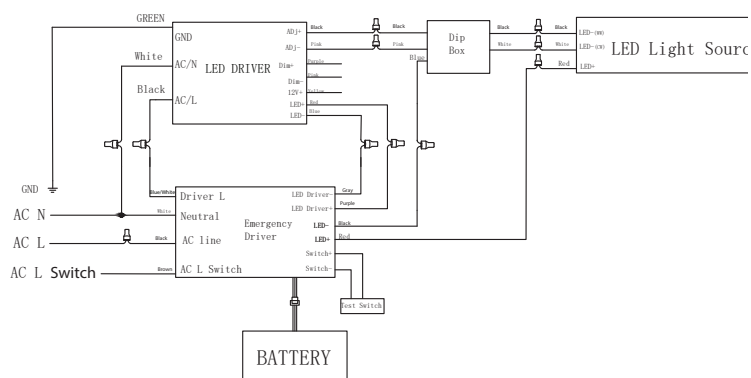 GREEN
GND
LED DRIVER
White
AC/N
Black
AC/L
ADj+
Black
Black
ADj-
Pink
Pink
Dim+
Purple
Dim-
Pink
12V+
Yellow
LED+
Red
LED-
Blue
Dip
Box
Blue
Black
Black
White
White
Red
LED-(WW)
LED-(CW)
LED+
LED Light Sourc
GND
AC N
AC L
AC L Switch
Blue/White
Driver L
White
Neutral
Black
AC line
Brown
AC L Switch
Emergency
Driver
LED Driver-
Gray
LED Driver+
Purple
LED-
Black
LED+
Red
Switch+
Switch-
Test Switch
BATTERY